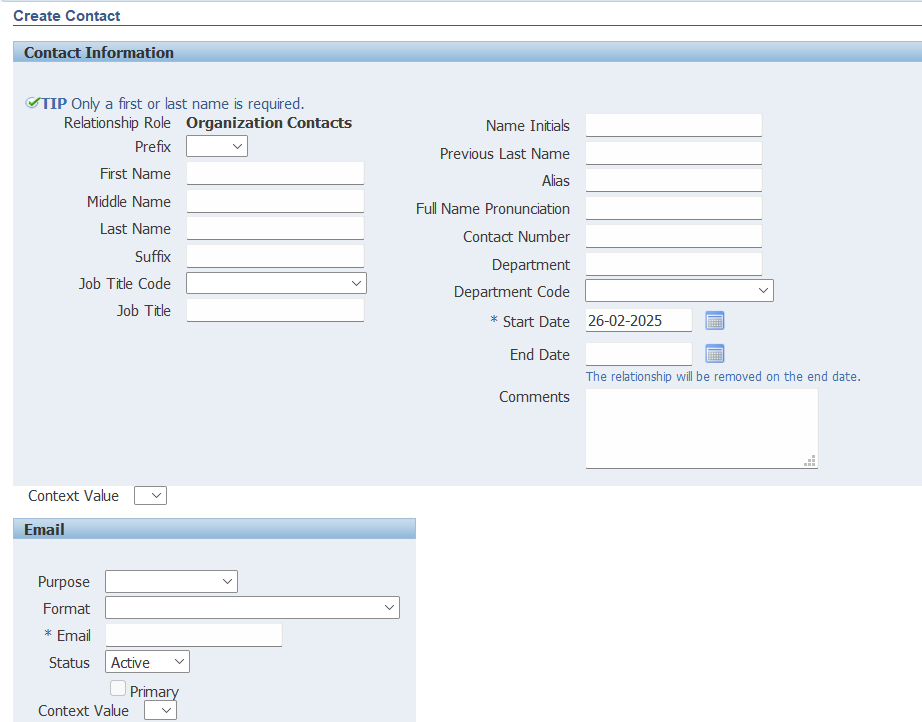 Create Contact
Contact Information
TIP Only a first or last name is required.
Relationship Role Organization Contacts
Prefix
First Name
Middle Name
Last Name
Suffix
Job Title Code
Job Title
Name Initials
Previous Last Name
Alias
Full Name Pronunciation
Contact Number
Department
Department Code
* Start Date 26-02-2025
End Date
The relationship will be removed on the end date.
Comments
Context Value
Email
Purpose
Format
* Email
Status Active
Primary
Context Value